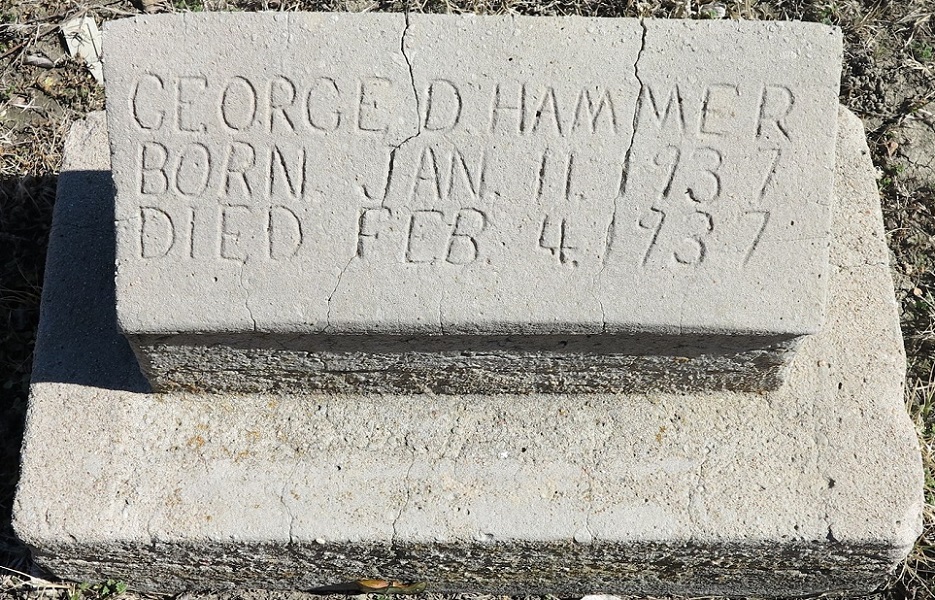 GEORGE D HAMMER
BORN. JAN. 11. 1937
DIED FEB. 4. 1937